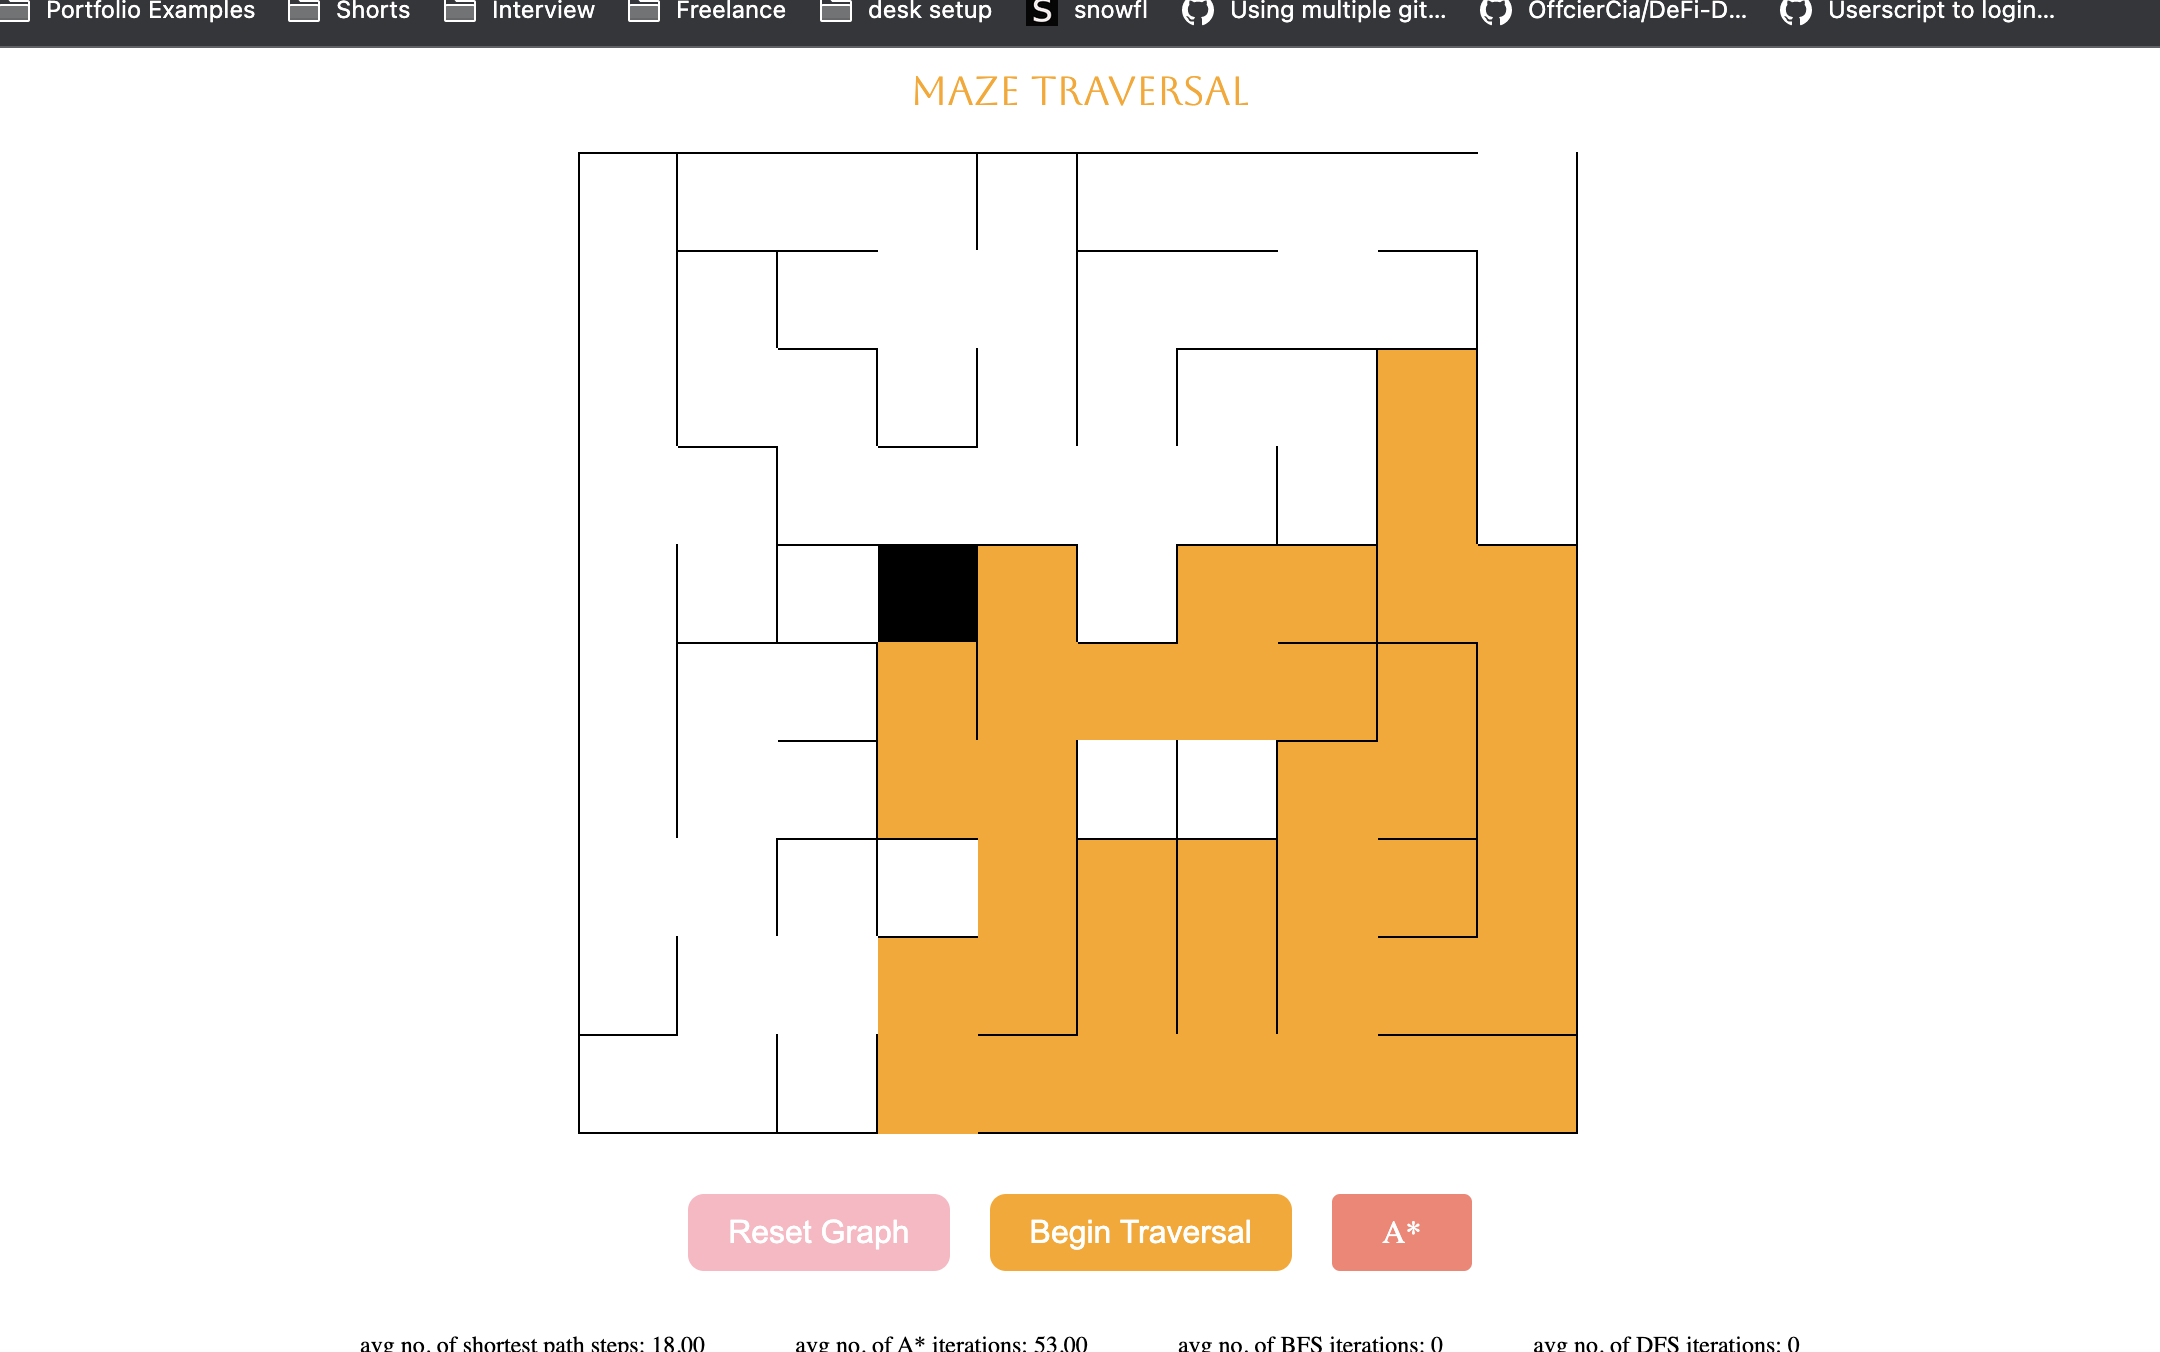 Portfolio Examples Shorts Interview Freelance desk setup S snowfl Using multiple git... OffcierCia/DeFi-D... Userscript to login...
MAZE TRAVERSAL
Reset Graph Begin Traversal A*
avg no. of shortest path steps: 18.00 avg no. of A* iterations: 53.00 avg no. of BFS iterations: 0 avg no. of DFS iterations: 0